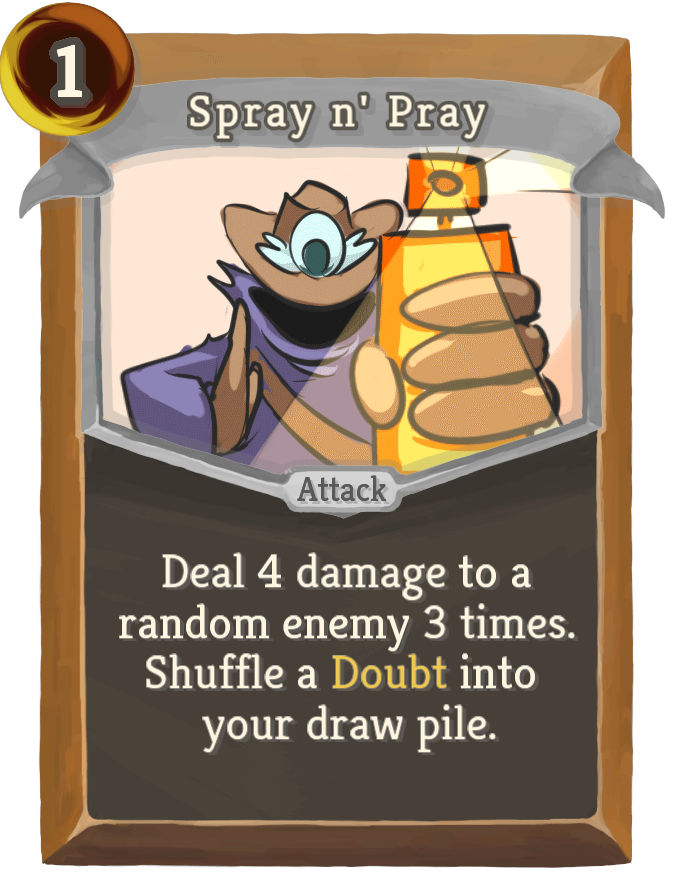 1
Spray n' Pray
Attack
Deal 4 damage to a
random enemy 3 times.
Shuffle a Doubt into
your draw pile.